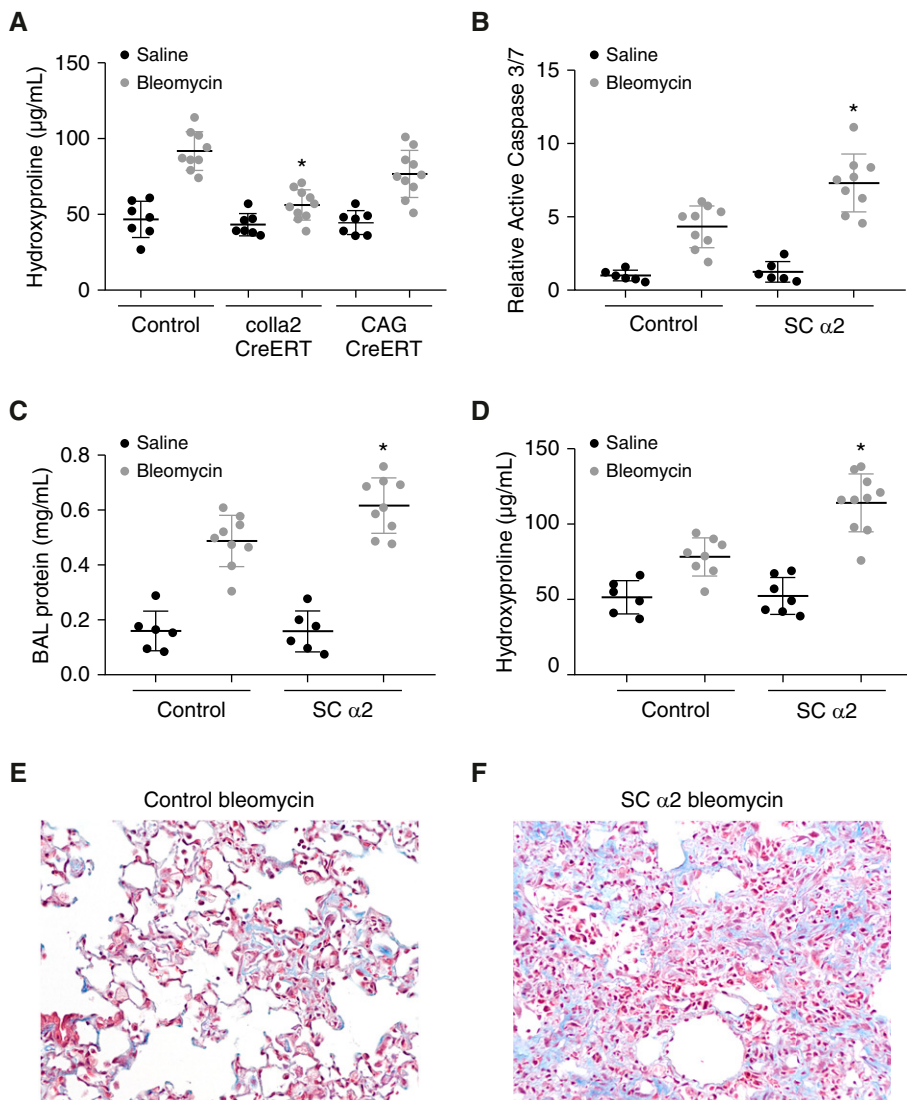 A
Saline
Bleomycin
Hydroxyproline (μg/mL)
150
100
50
0
Control
colla2
CreERT
CAG
CreERT
*
B
Saline
Bleomycin
Relative Active Caspase 3/7
15
10
5
0
Control
SC α2
*
C
Saline
Bleomycin
BAL protein (mg/mL)
0.8
0.6
0.4
0.2
0.0
Control
SC α2
*
D
Saline
Bleomycin
Hydroxyproline (μg/mL)
150
100
50
0
Control
SC α2
*
E
Control bleomycin
F
SC α2 bleomycin